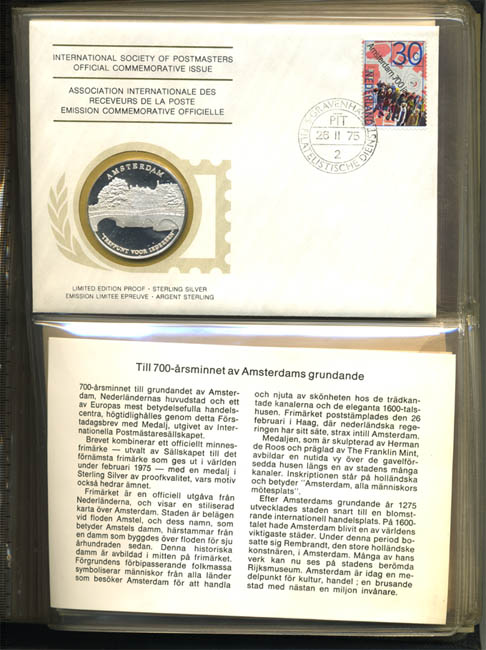 INTERNATIONAL SOCIETY OF POSTMASTERS
OFFICIAL COMMEMORATIVE ISSUE
ASSOCIATION INTERNATIONALE DES
RECEVEURS DE LA POSTE
EMISSION COMMEMORATIVE OFFICIELLE
30
Amsterdam 700
NEDERLAND
'S-GRAVENHAGE
PTT
26 II 75
2
FILATELISTISCHE DIENST
AMSTERDAM
"TREFPUNT VOOR IEDEREEN"
LIMITED EDITION PROOF - STERLING SILVER
EMISSION LIMITEE EPREUVE - ARGENT STERLING
Till 700-årsminnet av Amsterdams grundande
700-årsminnet till grundandet av Amster-
dam, Nederländernas huvudstad och ett
av Europas mest betydelsefulla handels-
centra, högtidlighålles genom detta Förs-
tadagsbrev med Medalj, utgivet av Inter-
nationella Postmästaresällskapet.
Brevet kombinerar ett officiellt minnes-
frimärke — utvalt av Sällskapet till det
förnämsta frimärke som ges ut i världen
under februari 1975 — med en medalj i
Sterling Silver av proofkvalitet, vars motiv
också hedrar ämnet.
Frimärket är en officiell utgåva från
Nederländerna, och visar en stiliserad
karta över Amsterdam. Staden är belägen
vid floden Amstel, och dess namn, som
betyder Amstels damm, härstammar från
en damm som byggdes över floden för sju
århundraden sedan. Denna historiska
damm är avbildad i mitten på frimärket.
Förgrundens förbipasserande folkmassa
symboliserar människor från alla länder
som besöker Amsterdam för att handla
och njuta av skönheten hos de trädkan-
tade kanalerna och de eleganta 1600-tals-
husen. Frimärket poststämplades den 26
februari i Haag, där nederländska rege-
ringen har sitt säte, strax intill Amsterdam.
Medaljen, som är skulpterad av Herman
de Roos och präglad av The Franklin Mint,
avbildar en nutida vy över de gavelför-
sedda husen längs en av stadens många
kanaler. Inskriptionen står på holländska
och betyder "Amsterdam, alla människors
mötesplats".
Efter Amsterdams grundande år 1275
utvecklades staden snart till en blomst-
rande internationell handelsplats. På 1600-
talet hade Amsterdam blivit en av världens
viktigaste städer. Under denna period bo-
satte sig Rembrandt, den store holländske
konstnären, i Amsterdam. Många av hans
verk kan nu ses på stadens berömda
Rijksmuseum. Amsterdam är idag en me-
delpunkt för kultur, handel ; en brusande
stad med nästan en miljon invånare.